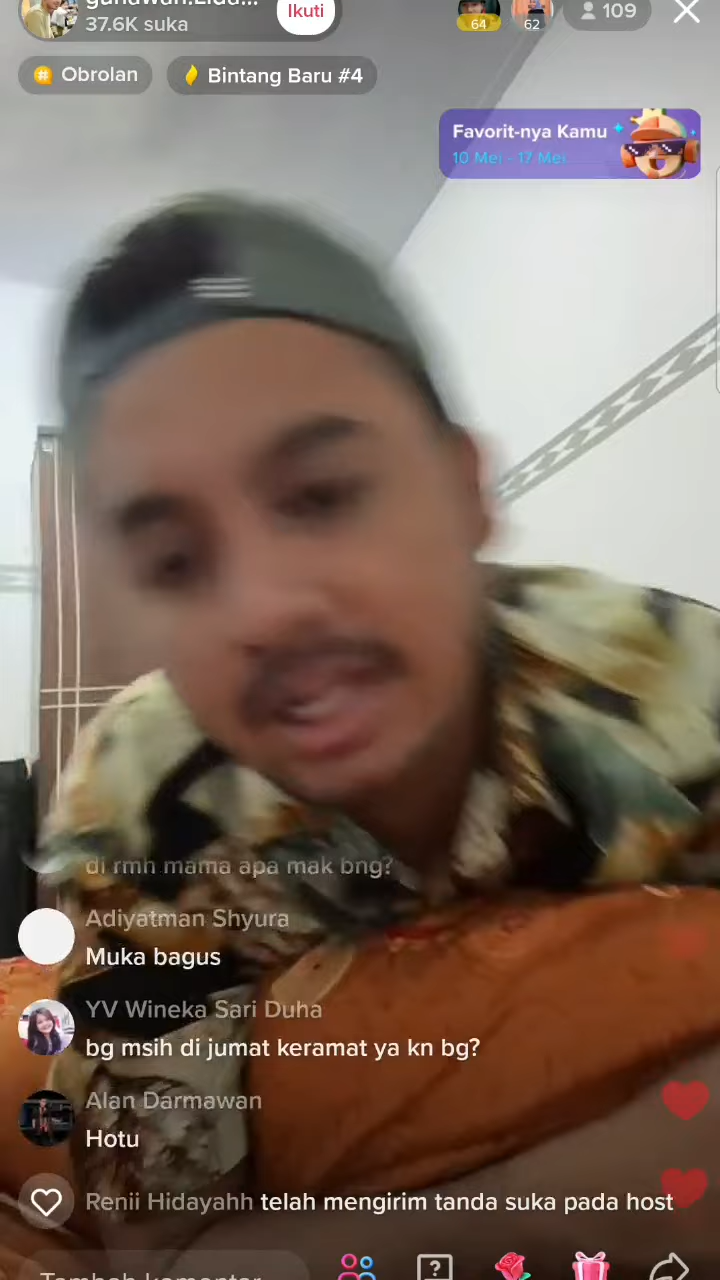 37.6K suka
Ikuti
64
62
109
Obrolan
Bintang Baru #4
Favorit-nya Kamu
10 Mei - 17 Mei
di rmh mama apa mak bng?
Adiyatman Shyura
Muka bagus
YV Wineka Sari Duha
bg msih di jumat keramat ya kn bg?
Alan Darmawan
Hotu
Renii Hidayahh telah mengirim tanda suka pada host
Tambah komentar